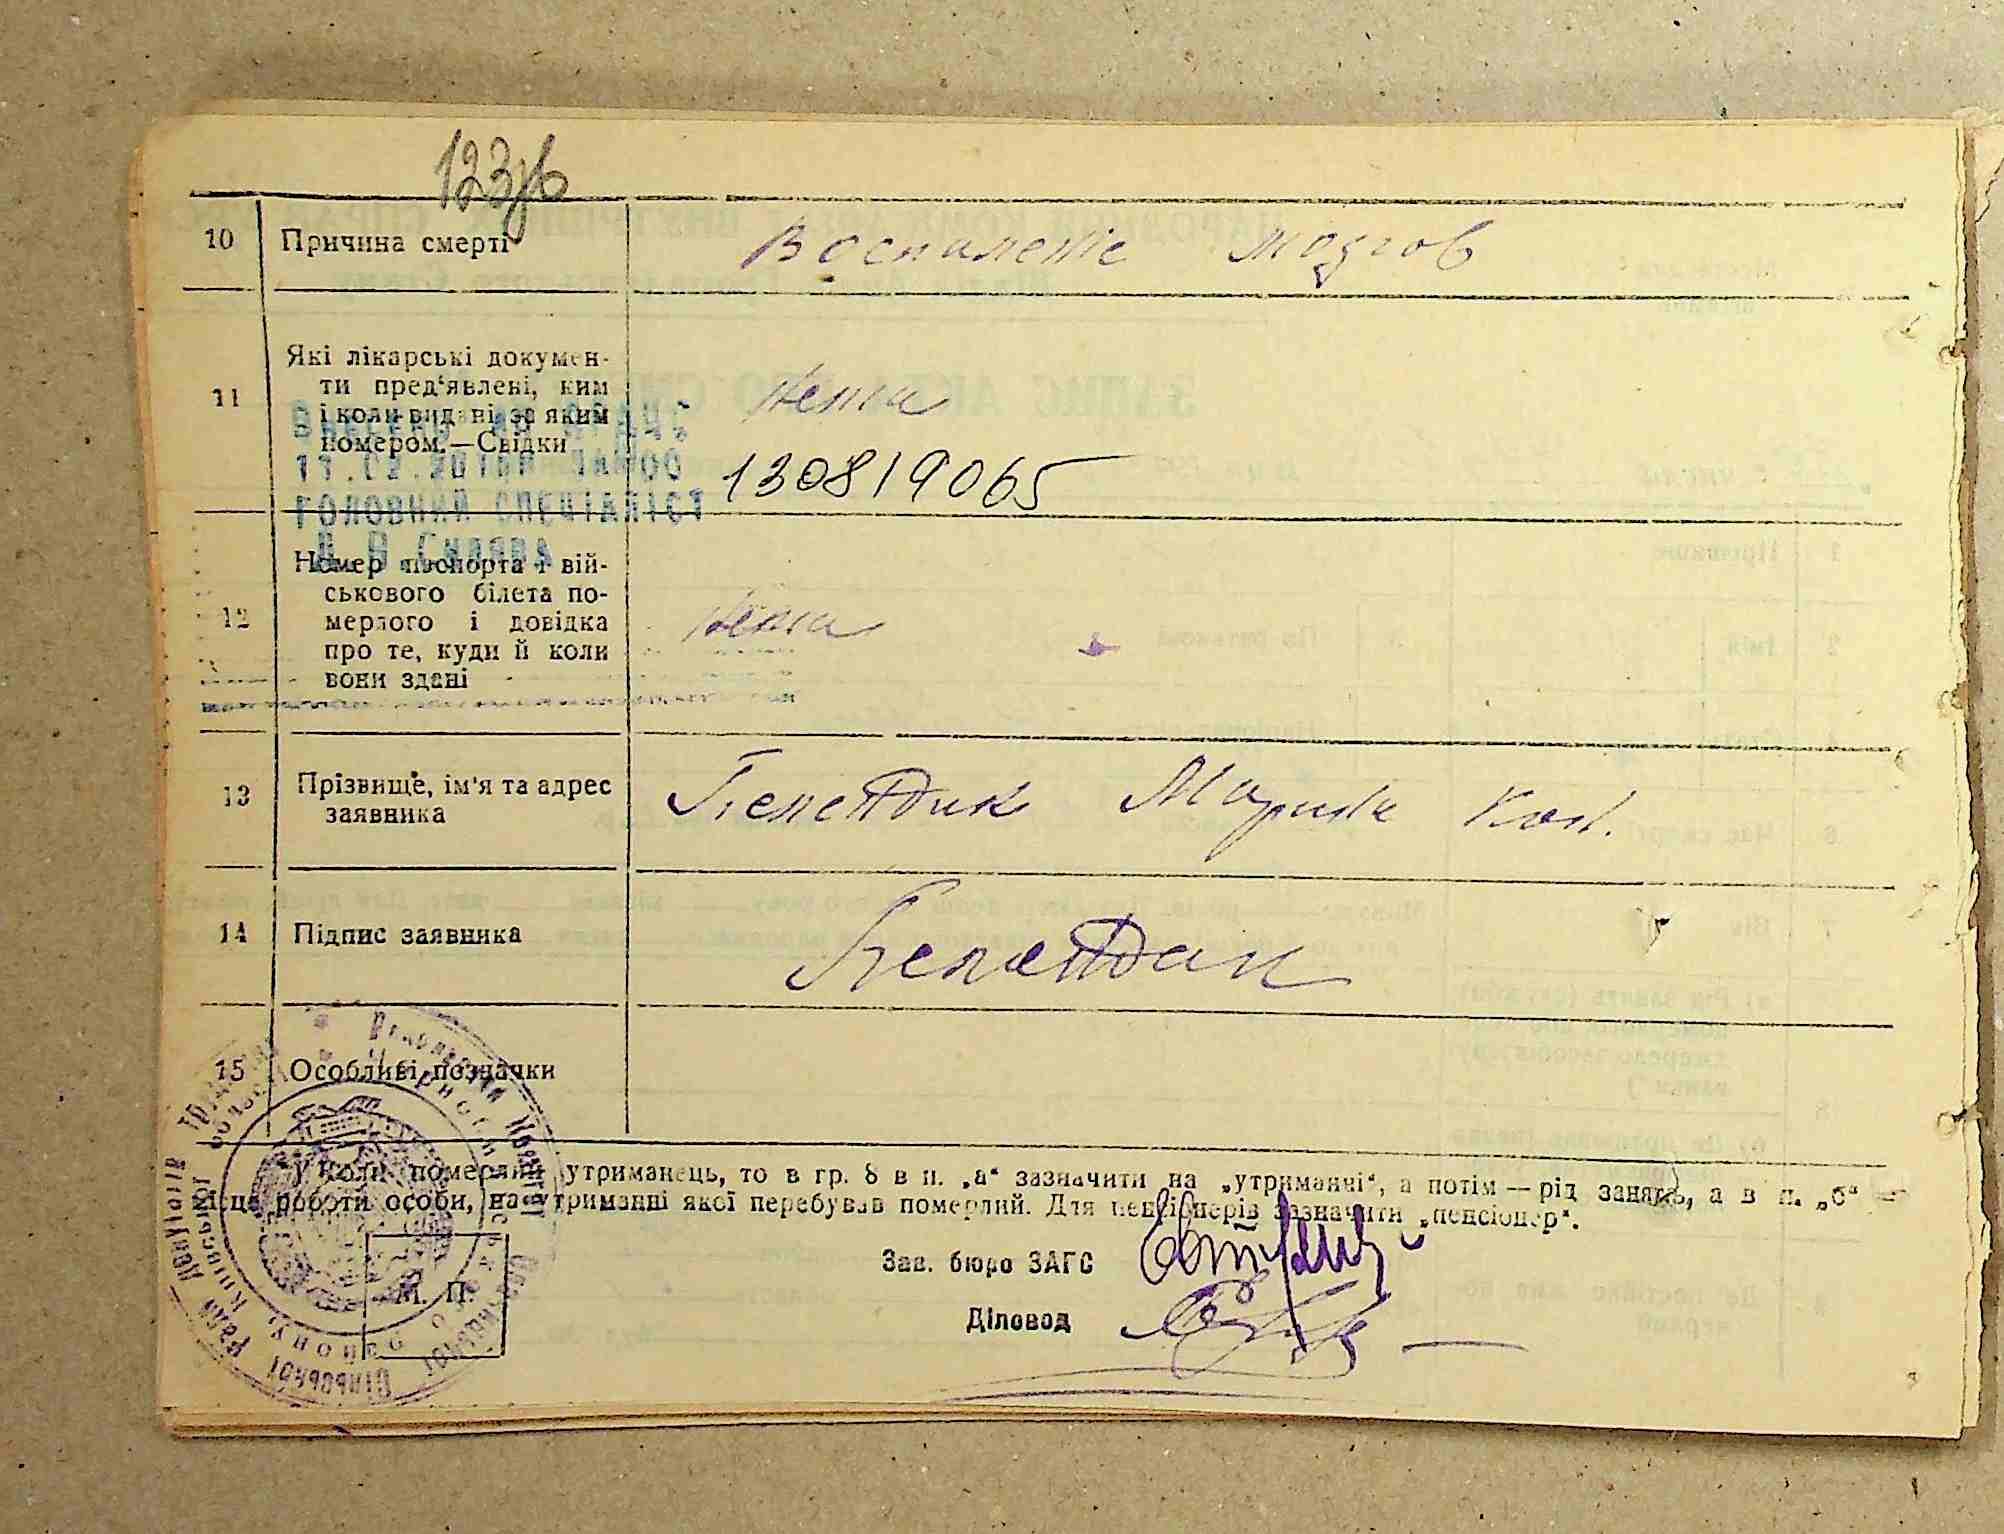 123зв
10 Причина смерті Воспаление мозгов
11 Які лікарські докумен-
ти пред'явлені, ким
і коли видані, за яким
номером.—Свідки
Нема
130819065
ГОЛОВНИЙ СПЕЦІАЛІСТ
12 Номер паспорта і вій-
ськового білета по-
мерлого і довідка
про те, куди й коли
вони здані
Нема
13 Прізвище, ім'я та адрес
заявника
14 Підпис заявника
15 Особливі позначки
У коли померлий утриманець, то в гр. 8 в п. „а“ зазначити на „утриманні“, а потім — рід занять, а в п. „б“ —
місце роботи особи, на утриманні якої перебував померлий. Для пенсіонерів зазначити „пенсіонер“.
Зав. бюро ЗАГС
Діловод
М. П.